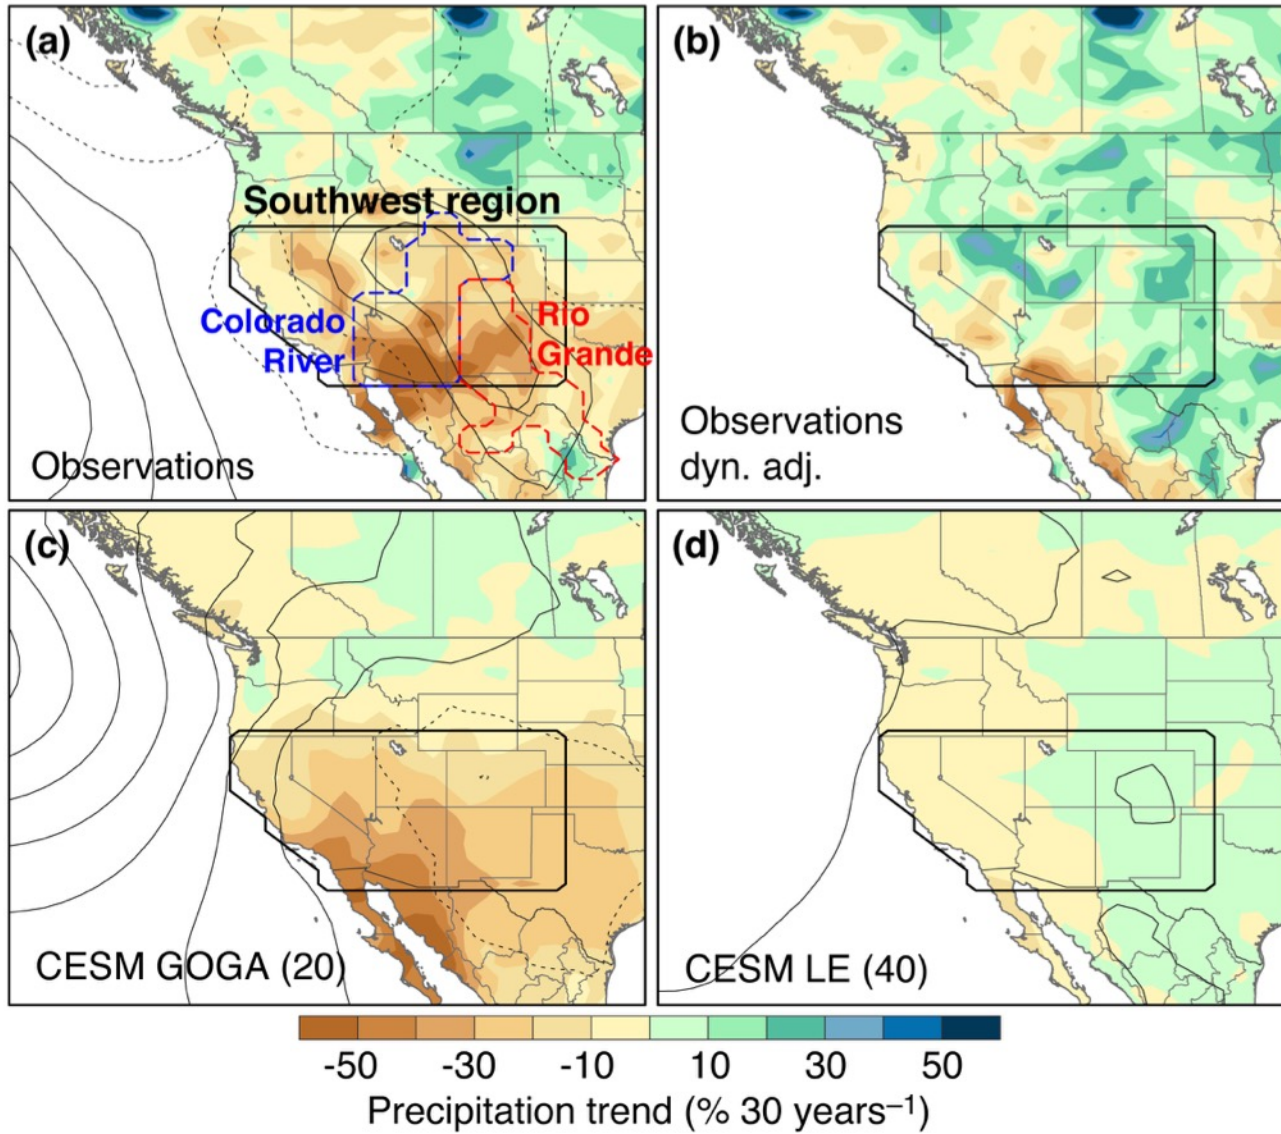 (a)
Southwest region
Colorado
River
Rio
Grande
Observations
(b)
Observations
dyn. adj.
(c)
CESM GOGA (20)
(d)
CESM LE (40)
-50 -30 -10 10 30 50
Precipitation trend (% 30 years⁻¹)